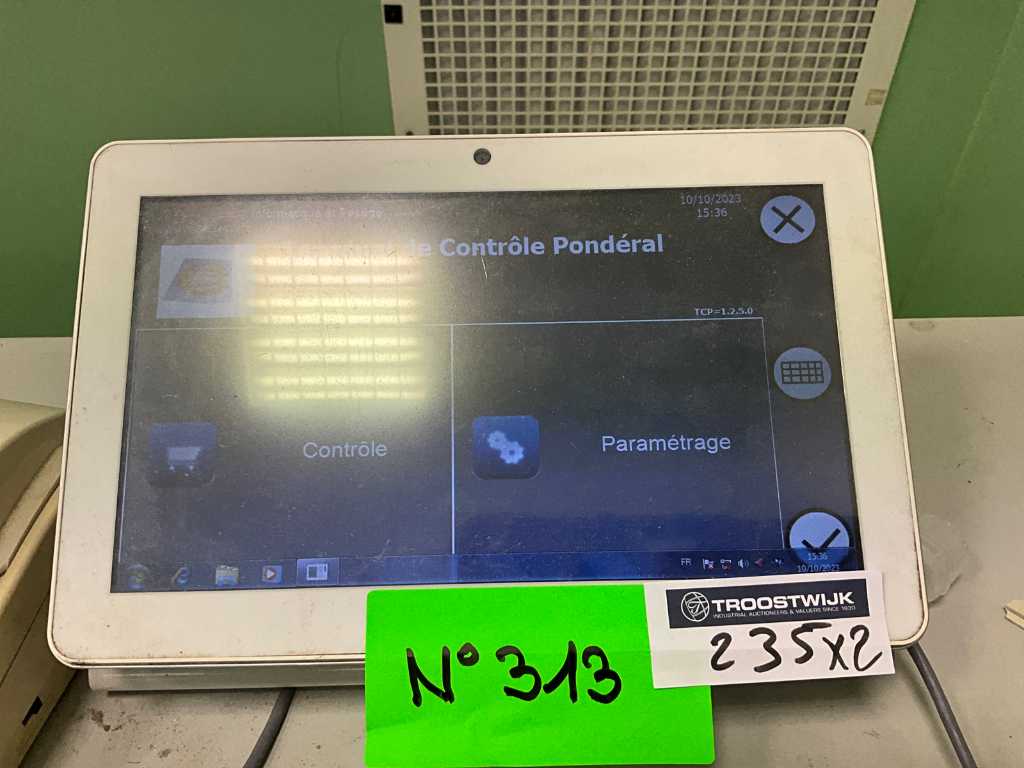 10/10/2023
15:36
de Contrôle Pondéral
TCP=1.2.5.0
Contrôle
Paramétrage
FR
15:36
10/10/2023
TROOSTWIJK
INDUSTRIAL AUCTIONEERS & VALUERS SINCE 1930
235x2
N° 313